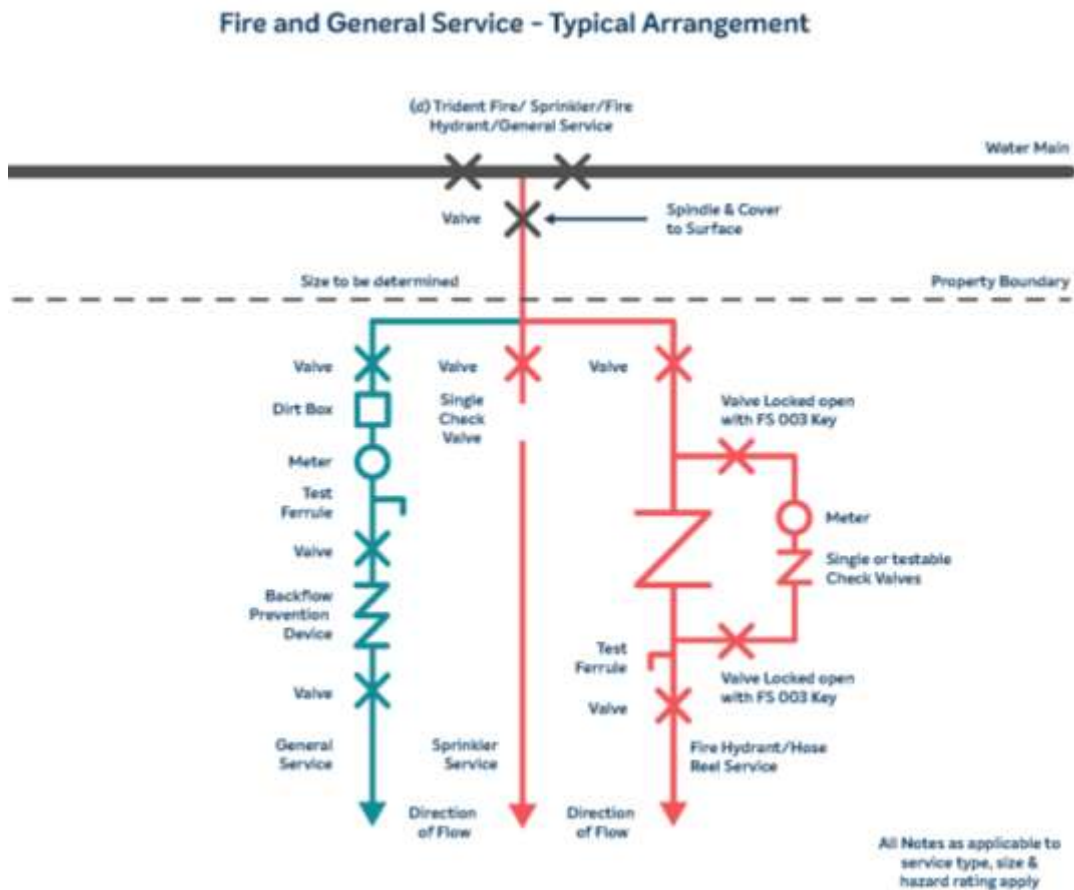 Fire and General Service - Typical Arrangement
(d) Trident Fire/ Sprinkler/Fire
Hydrant/General Service
Water Main
Valve
Spindle & Cover
to Surface
Size to be determined
Property Boundary
Valve
Valve
Valve
Dirt Box
Single
Check
Valve
Valve Locked open
with FS 003 Key
Meter
Test
Ferrule
Meter
Valve
Single or testable
Check Valves
Backflow
Prevention
Device
Test
Ferrule
Valve Locked open
with FS 003 Key
Valve
Valve
General
Service
Sprinkler
Service
Fire Hydrant/Hose
Reel Service
Direction
of Flow
Direction
of Flow
All Notes as applicable to
service type, size &
hazard rating apply